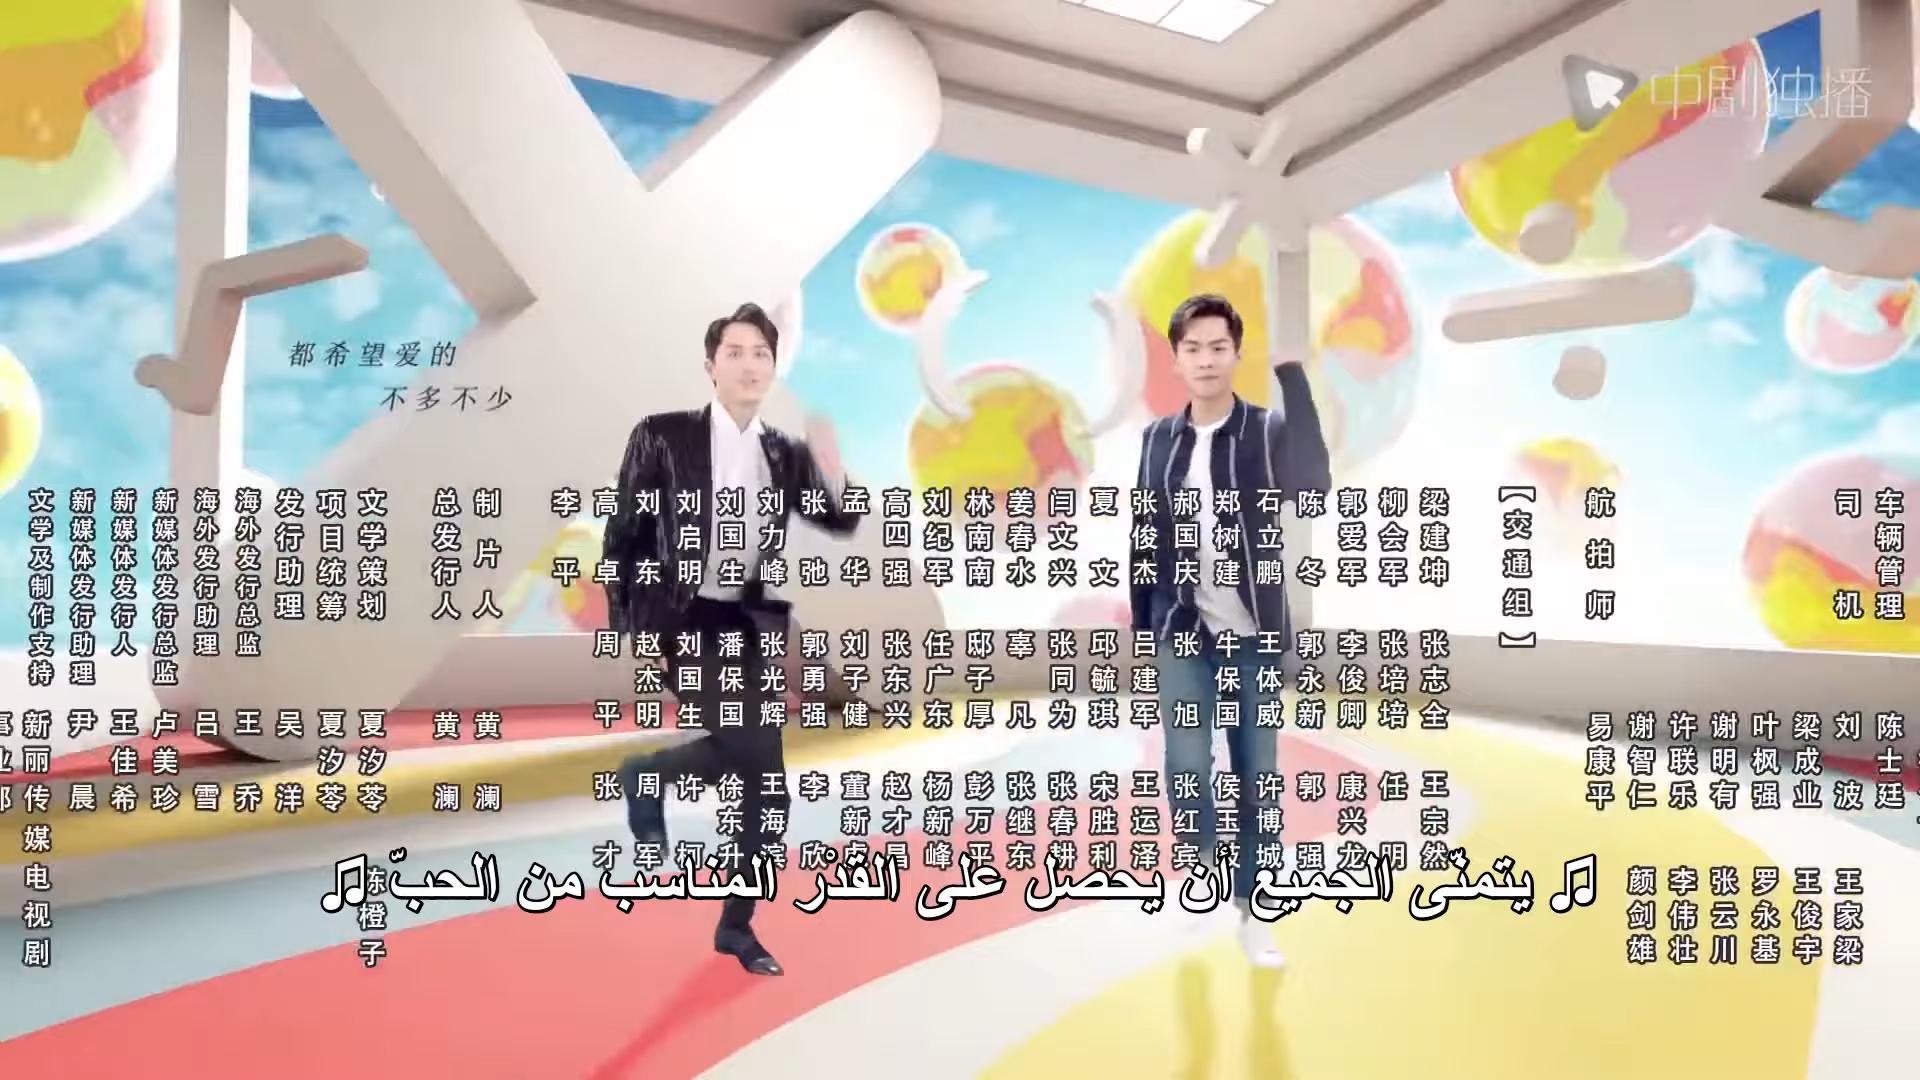 中剧独播
都希望爱的
不多不少
车辆管理
司机
航拍师
【交通组】
梁建坤
柳会军
郭爱军
陈冬
石立鹏
郑树建
郝国庆
张俊杰
夏文
闫文兴
姜春水
林南南
刘纪军
高四强
孟华
张弛
刘力峰
刘国生
刘启明
刘东
高卓
李平
张志全
张培培
李俊卿
郭永新
王体威
牛保国
张旭
吕建军
邱毓琪
张同为
辜几
邸子厚
任广东
张东兴
刘子健
郭勇强
张光辉
潘保国
刘国生
赵杰明
周平
王宗然
任明
康兴龙
郭强
许博城
张红宾
王运泽
宋胜利
张春耕
张继东
彭万平
杨新峰
赵才昌
李欣
王海滨
徐东升
许柯
周军
张才
陈士廷
刘波
梁成业
叶枫强
谢明有
许联乐
谢智仁
易康平
王家梁
王俊宇
罗永基
张云川
李伟壮
颜剑雄
制片人
黄澜
总发行人
黄澜
文学策划
夏汐苓
陈橙子
项目统筹
夏汐苓
发行助理
吴洋
海外发行总监
王乔
海外发行助理
吕雪
新媒体发行总监
卢美珍
新媒体发行人
王佳希
新媒体发行助理
尹晨
文学及制作支持
新丽传媒电视剧
♫ يتمنّى الجميع أن يحصل على القدْر المناسب من الحبّ ♫